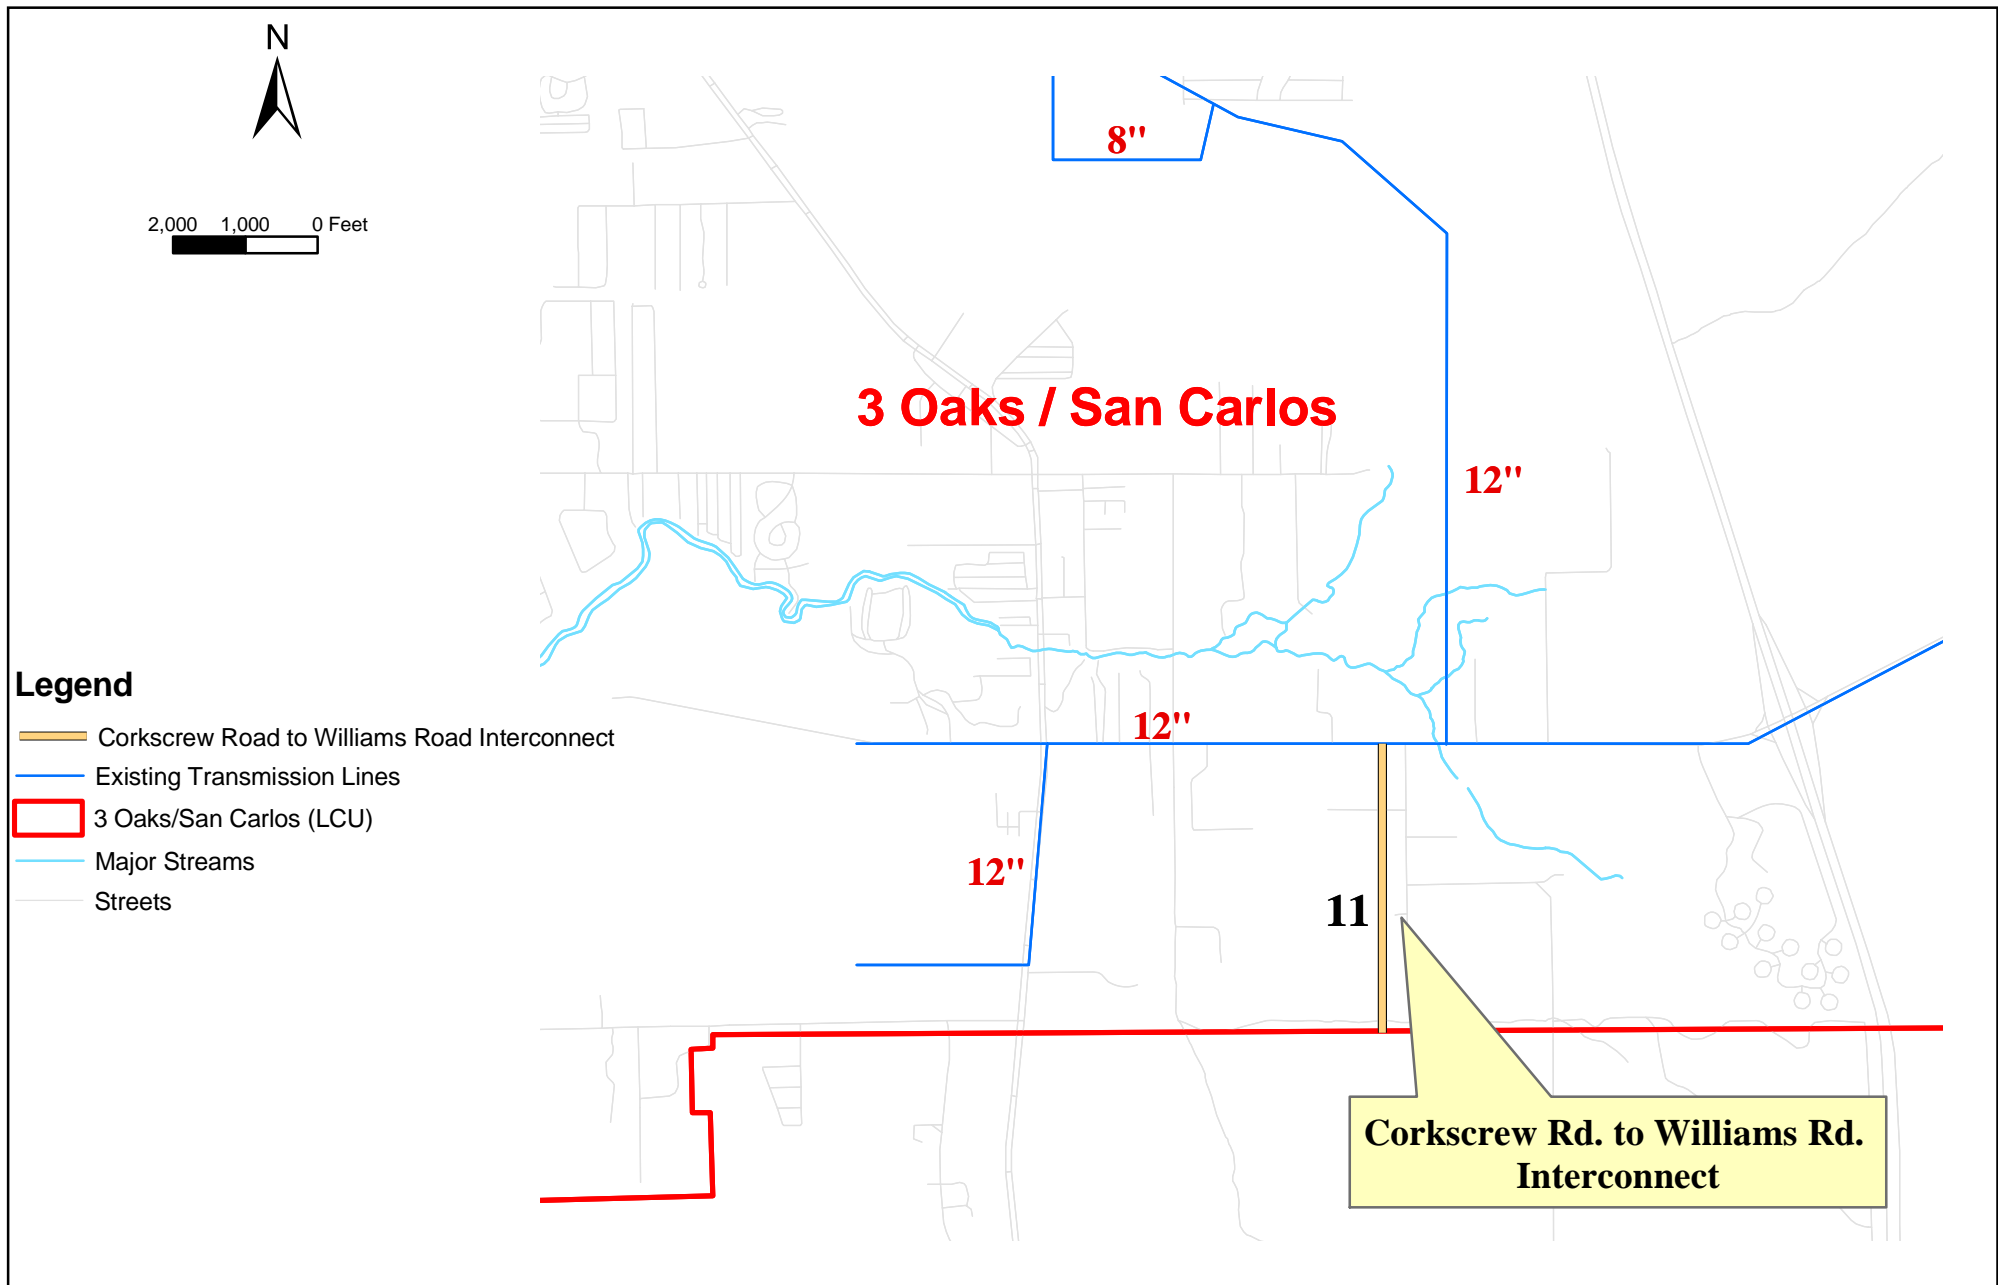 N
2,000 1,000 0 Feet
8"
3 Oaks / San Carlos
12"
12"
12"
11
Legend
Corkscrew Road to Williams Road Interconnect
Existing Transmission Lines
3 Oaks/San Carlos (LCU)
Major Streams
Streets
Corkscrew Rd. to Williams Rd.
Interconnect